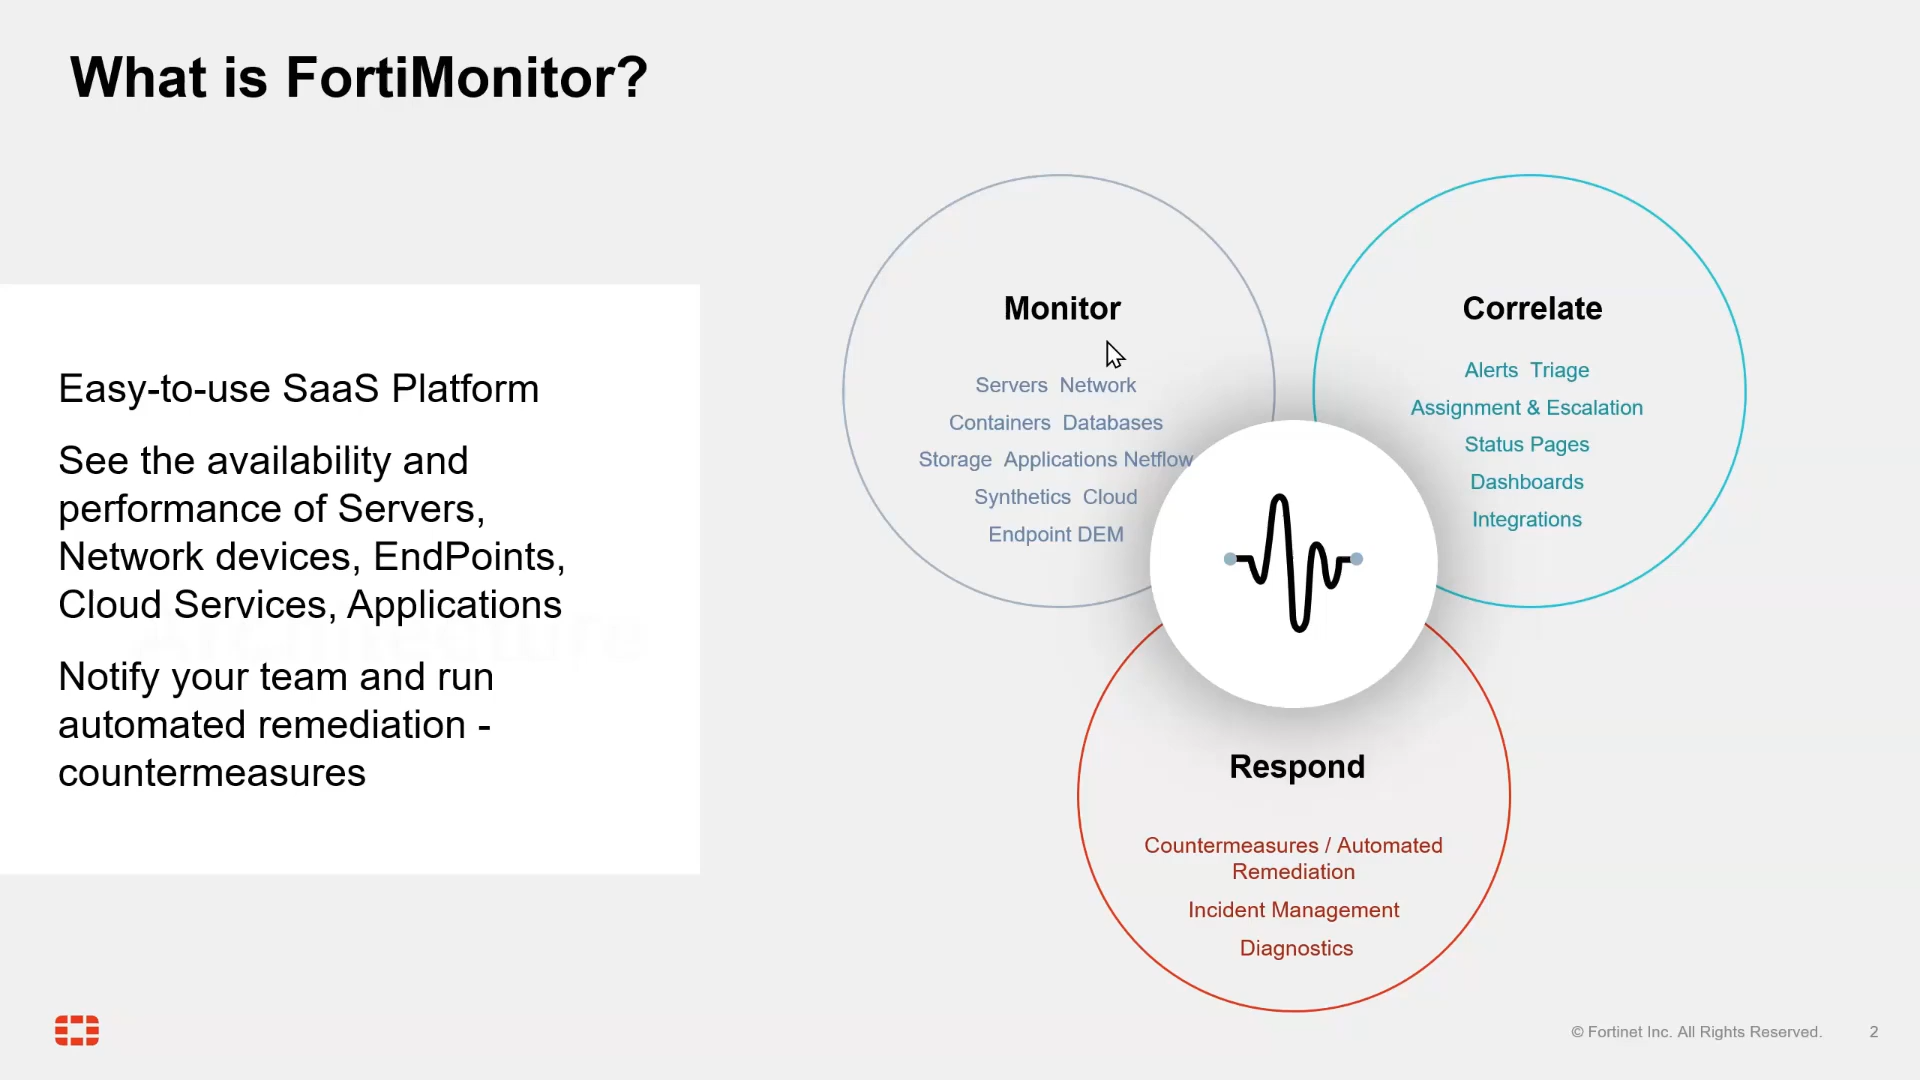 What is FortiMonitor?
Easy-to-use SaaS Platform
See the availability and
performance of Servers,
Network devices, EndPoints,
Cloud Services, Applications
Notify your team and run
automated remediation -
countermeasures
Monitor
Servers Network
Containers Databases
Storage Applications Netflow
Synthetics Cloud
Endpoint DEM
Correlate
Alerts Triage
Assignment & Escalation
Status Pages
Dashboards
Integrations
Respond
Countermeasures / Automated
Remediation
Incident Management
Diagnostics
© Fortinet Inc. All Rights Reserved.
2